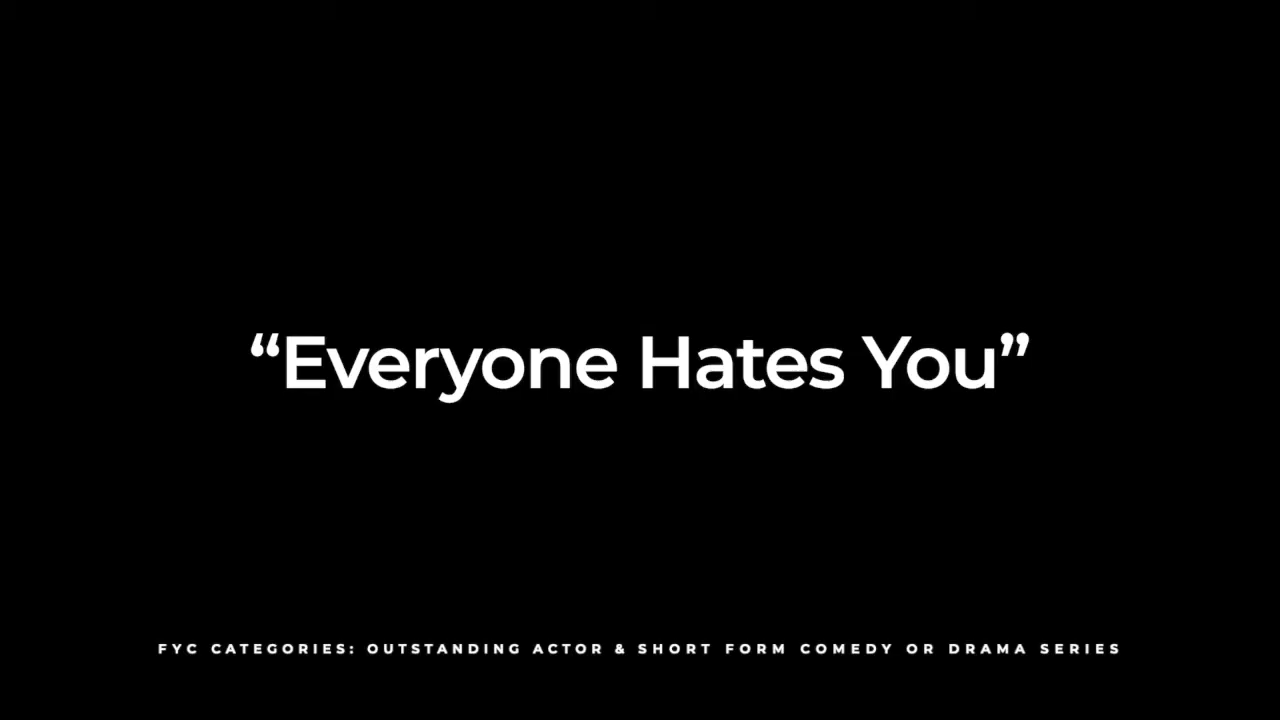 “Everyone Hates You”
FYC CATEGORIES: OUTSTANDING ACTOR & SHORT FORM COMEDY OR DRAMA SERIES